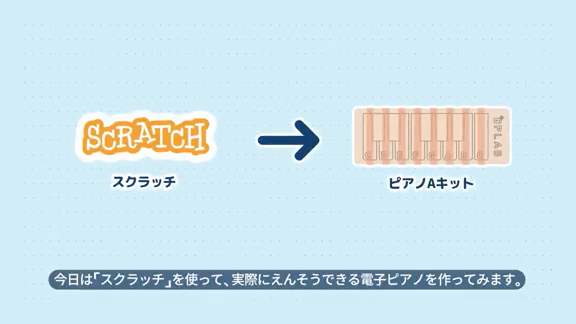 SCRATCH
スクラッチ
BPLAB
ピアノAキット
今日は「スクラッチ」を使って、実際にえんそうできる電子ピアノを作ってみます。